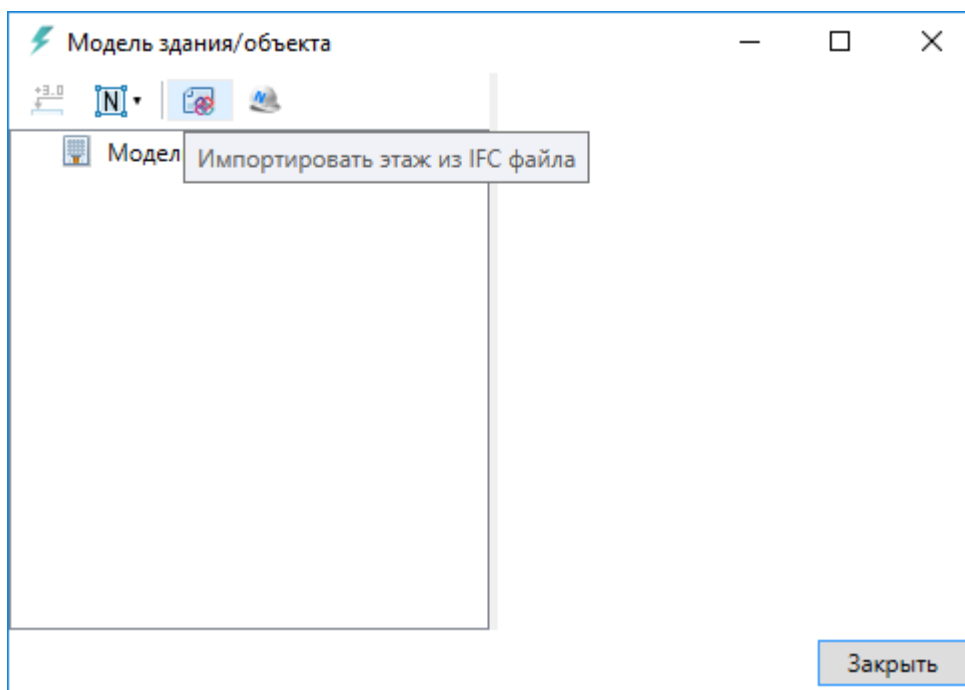 Модель здания/объекта
+3.0
N
Модел
Импортировать этаж из IFC файла
Закрыть